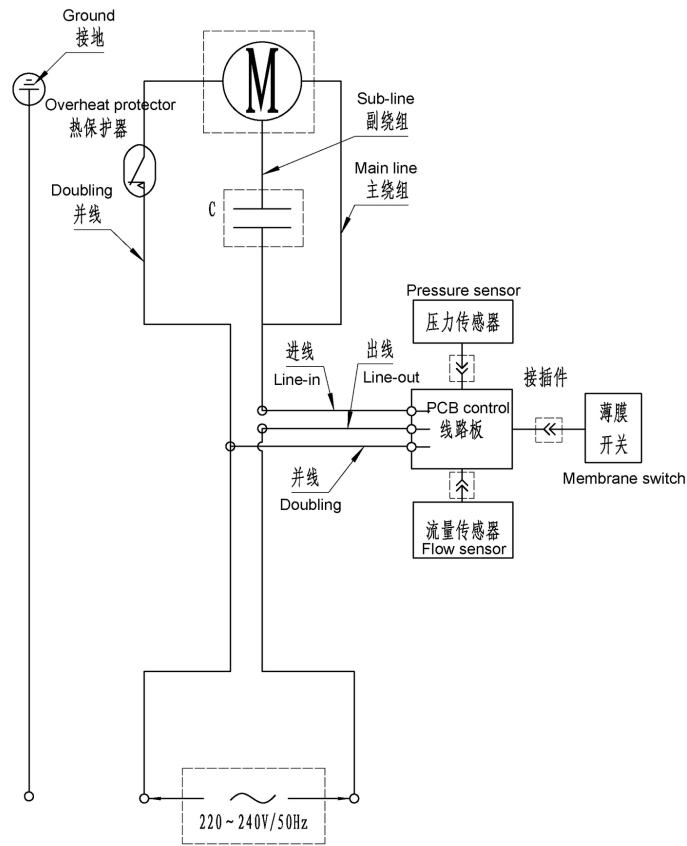 Ground
接地
M
Overheat protector
热保护器
Sub-line
副绕组
Main line
主绕组
Doubling
并线
C
Pressure sensor
压力传感器
进线
Line-in
出线
Line-out
接插件
PCB control
线路板
薄膜
开关
Membrane switch
并线
Doubling
流量传感器
Flow sensor
220~240V/50Hz